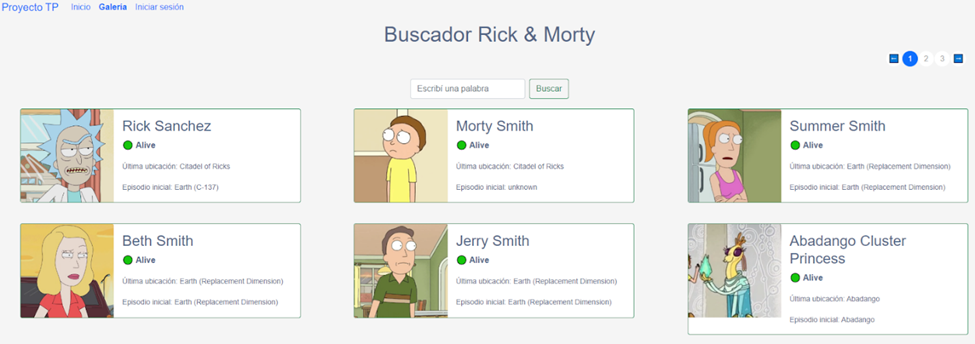 Proyecto TP Inicio Galeria Iniciar sesión
Buscador Rick & Morty
1 2 3
Escribí una palabra Buscar
Rick Sanchez
Alive
Última ubicación: Citadel of Ricks
Episodio inicial: Earth (C-137)
Morty Smith
Alive
Última ubicación: Citadel of Ricks
Episodio inicial: unknown
Summer Smith
Alive
Última ubicación: Earth (Replacement Dimension)
Episodio inicial: Earth (Replacement Dimension)
Beth Smith
Alive
Última ubicación: Earth (Replacement Dimension)
Episodio inicial: Earth (Replacement Dimension)
Jerry Smith
Alive
Última ubicación: Earth (Replacement Dimension)
Episodio inicial: Earth (Replacement Dimension)
Abadango Cluster
Princess
Alive
Última ubicación: Abadango
Episodio inicial: Abadango